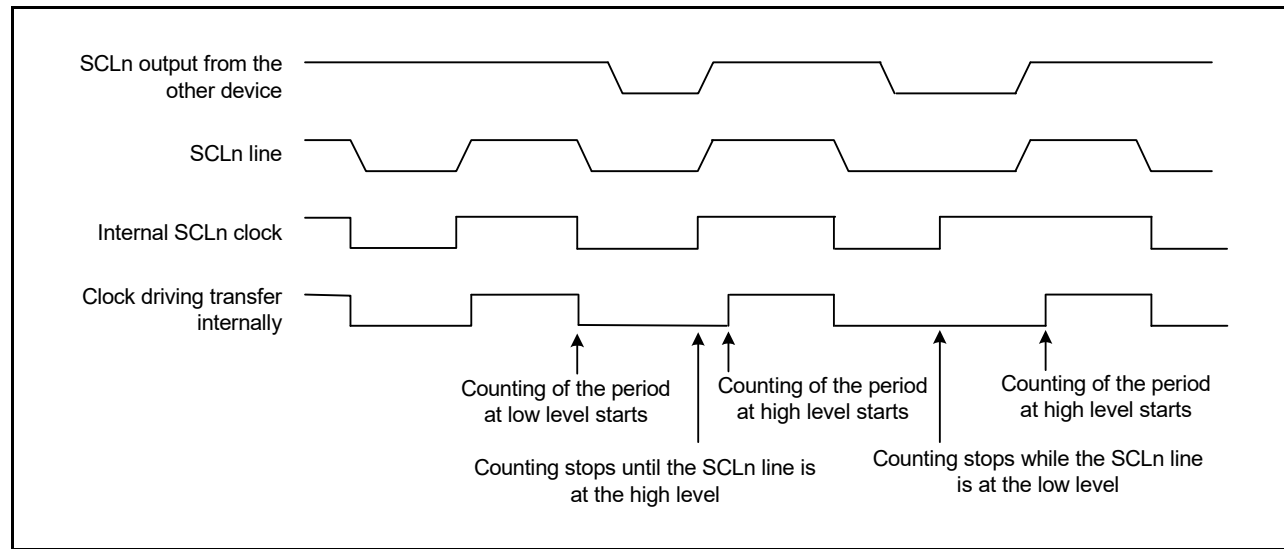 SCLn output from the
other device
SCLn line
Internal SCLn clock
Clock driving transfer
internally
Counting of the period
at low level starts
Counting of the period
at high level starts
Counting of the period
at high level starts
Counting stops until the SCLn line is
at the high level
Counting stops while the SCLn line
is at the low level